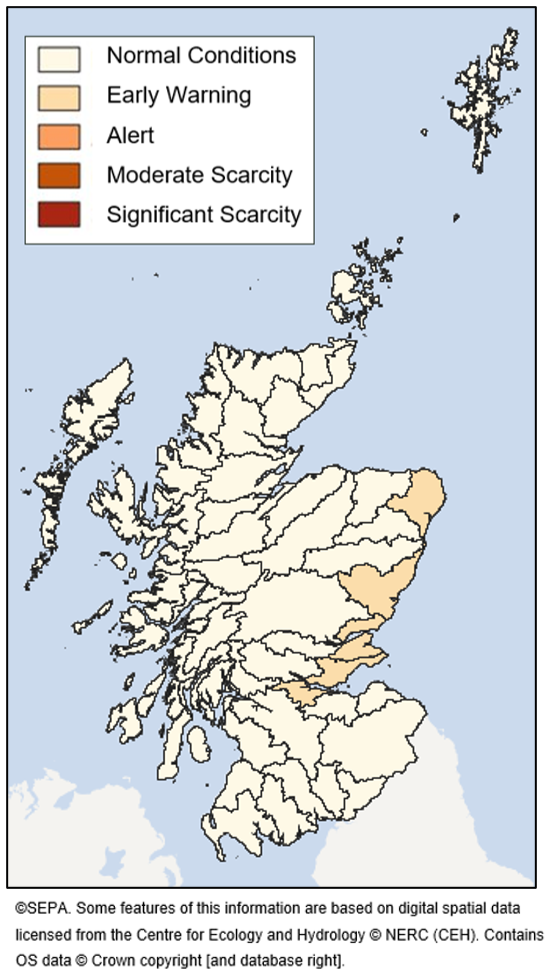 Normal Conditions
Early Warning
Alert
Moderate Scarcity
Significant Scarcity
©SEPA. Some features of this information are based on digital spatial data
licensed from the Centre for Ecology and Hydrology © NERC (CEH). Contains
OS data © Crown copyright [and database right].